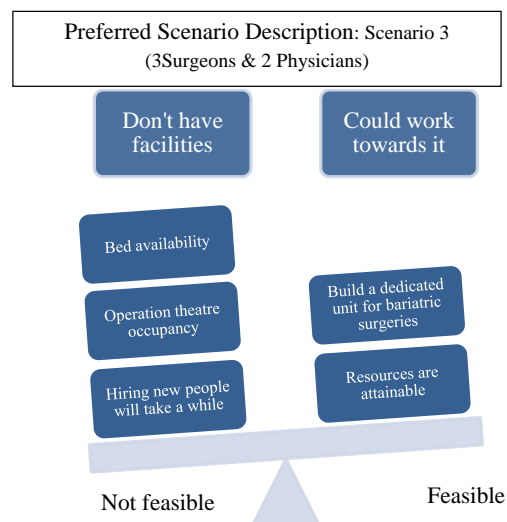 Preferred Scenario Description: Scenario 3
(3Surgeons & 2 Physicians)
Don't have
facilities
Could work
towards it
Bed availability
Operation theatre
occupancy
Hiring new people
will take a while
Build a dedicated
unit for bariatric
surgeries
Resources are
attainable
Not feasible
Feasible